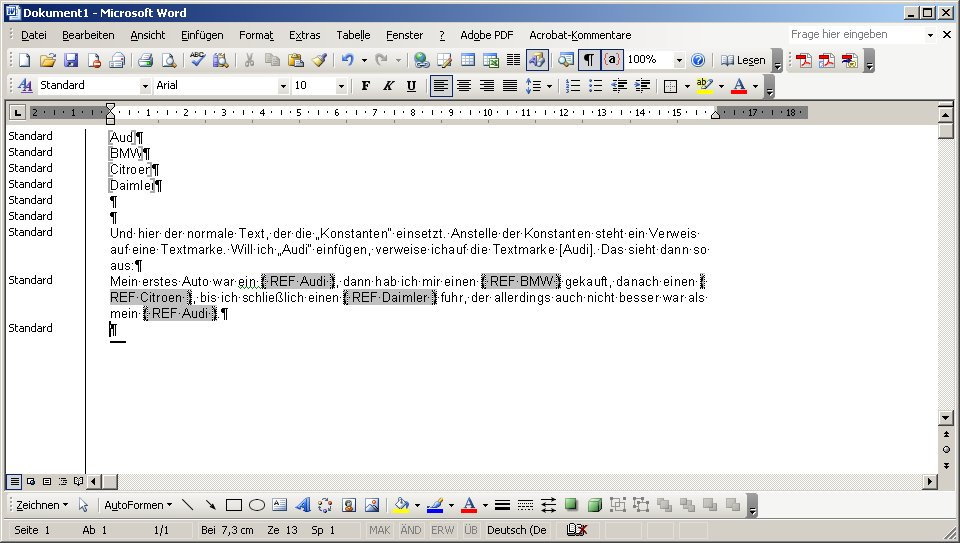 Dokument1 - Microsoft Word
Datei Bearbeiten Ansicht Einfügen Format Extras Tabelle Fenster ? Adobe PDF Acrobat-Kommentare Frage hier eingeben
100% Lesen
Standard Arial 10 F K U
2 1 1 2 3 4 5 6 7 8 9 10 11 12 13 14 15 17 18
Standard [Audi]¶
Standard [BMW]¶
Standard [Citroen]¶
Standard [Daimler]¶
Standard ¶
Standard ¶
Standard Und·hier·der·normale·Text,·der·die·„Konstanten“·einsetzt.·Anstelle·der·Konstanten·steht·ein·Verweis·
auf·eine·Textmarke.·Will·ich·„Audi“·einfügen,·verweise·ichauf·die·Textmarke·[Audi].·Das·sieht·dann·so·
aus:¶
Standard Mein·erstes·Auto·war·ein·{·REF·Audi·},·dann·hab·ich·mir·einen·{·REF·BMW·}·gekauft,·danach·einen·{·
REF·Citroen·},·bis·ich·schließlich·einen·{·REF·Daimler·}·fuhr,·der·allerdings·auch·nicht·besser·war·als·
mein·{·REF·Audi·}.¶
Standard ¶
Zeichnen AutoFormen
Seite 1 Ab 1 1/1 Bei 7,3 cm Ze 13 Sp 1 MAK ÄND ERW ÜB Deutsch (De